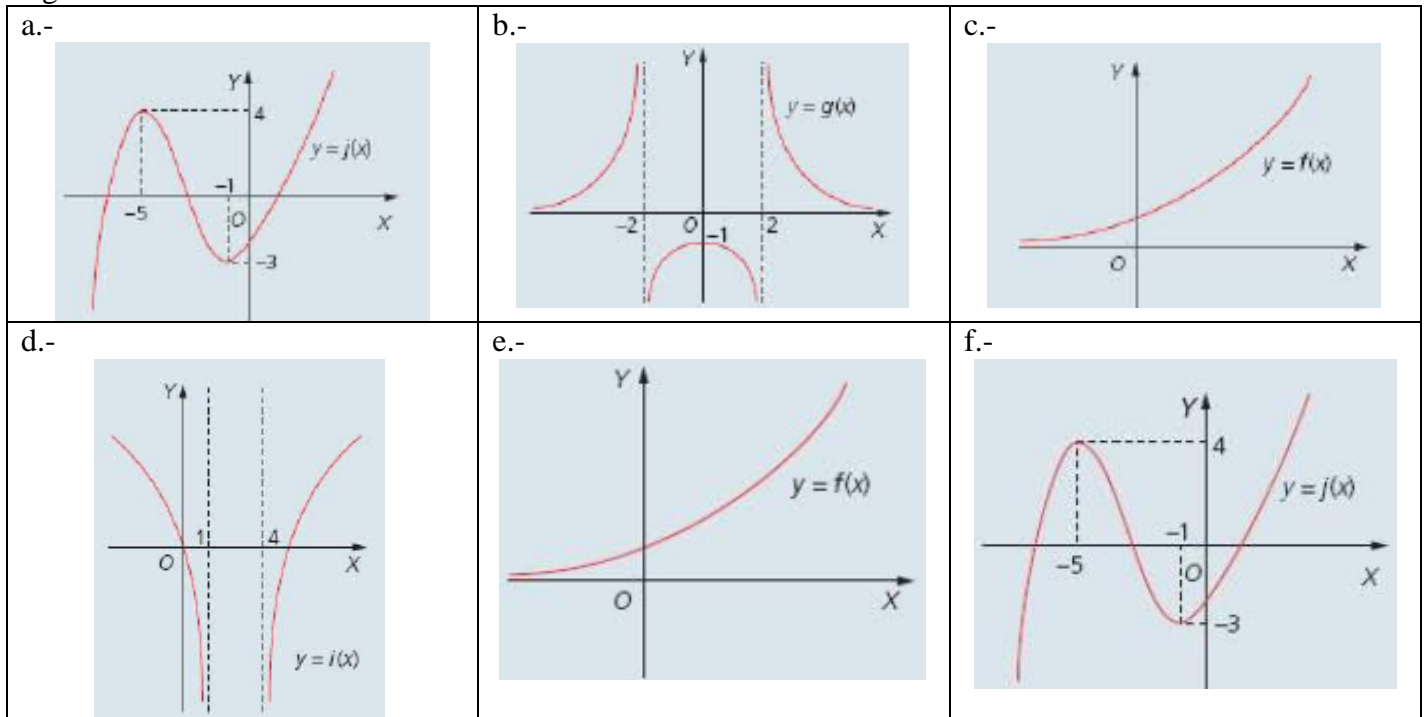 a.-
Y
4
y = j(x)
-1
-5
O
X
-3
b.-
Y
y = g(x)
-2
O
-1
2
X
c.-
Y
y = f(x)
O
X
d.-
Y
1
4
O
X
y = i(x)
e.-
Y
y = f(x)
O
X
f.-
Y
4
y = j(x)
-1
-5
O
X
-3